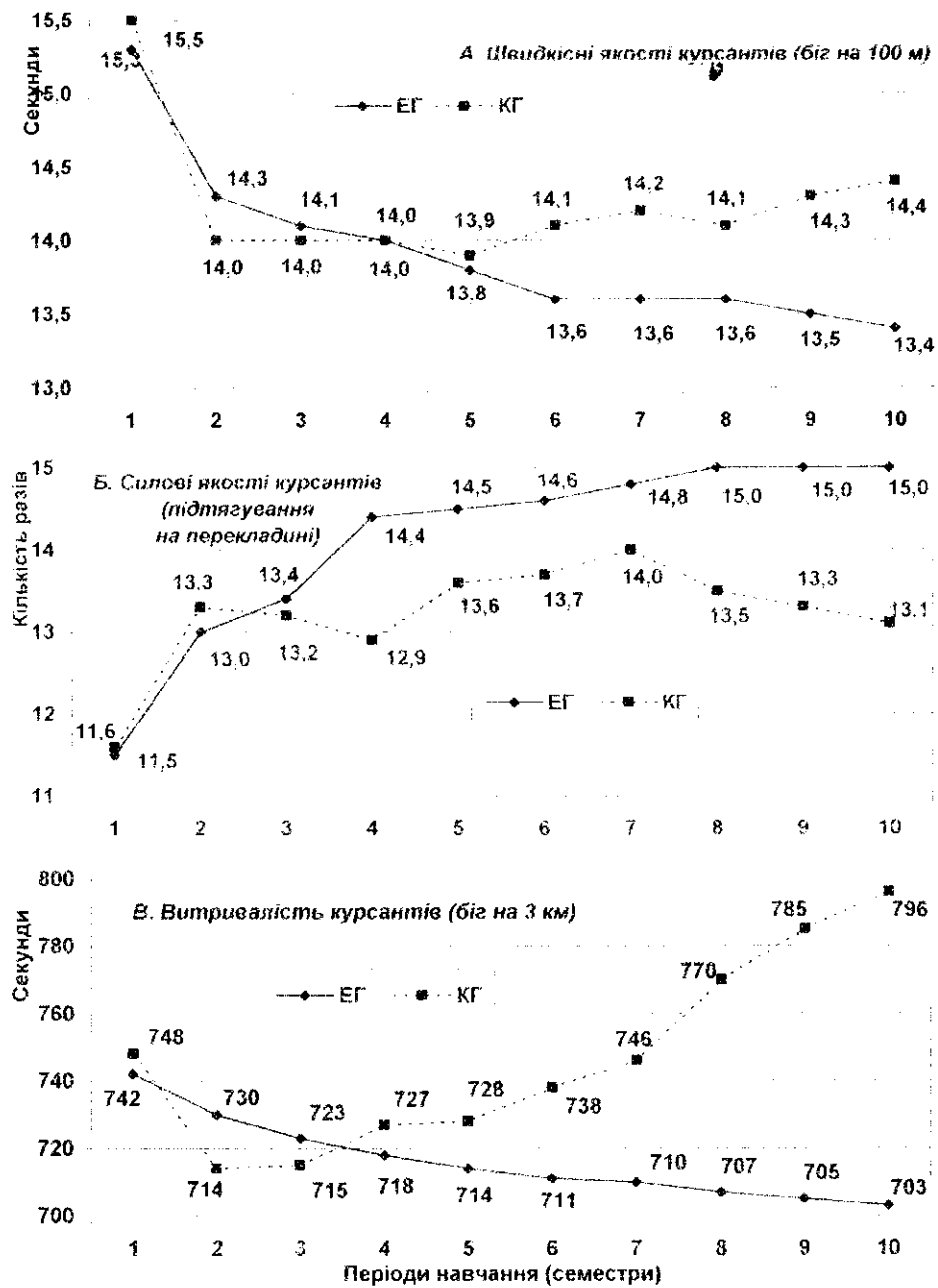 А. Швидкісні якості курсантів (біг на 100 м)
Секунди
ЕГ КГ
15,5
15,0
14,5
14,0
13,5
13,0
15,3 15,5
14,3 14,1 14,0 13,9 14,1 14,2 14,1 14,3 14,4
14,0 14,0 14,0 13,8 13,6 13,6 13,6 13,5 13,4
1 2 3 4 5 6 7 8 9 10
Б. Силові якості курсантів
(підтягування
на перекладині)
Кількість разів
15
14
13
12
11
14,5 14,6 14,8 15,0 15,0 15,0
14,4
13,3 13,4 14,0 13,3 13,1
13,0 13,2 12,9 13,6 13,7 13,5
11,6 11,5
ЕГ КГ
1 2 3 4 5 6 7 8 9 10
В. Витривалість курсантів (біг на 3 км)
Секунди
ЕГ КГ
800
780
760
740
720
700
785 796
770
748 746
742 730 723 727 728 738
714 715 718 714 711 710 707 705 703
1 2 3 4 5 6 7 8 9 10
Періоди навчання (семестри)